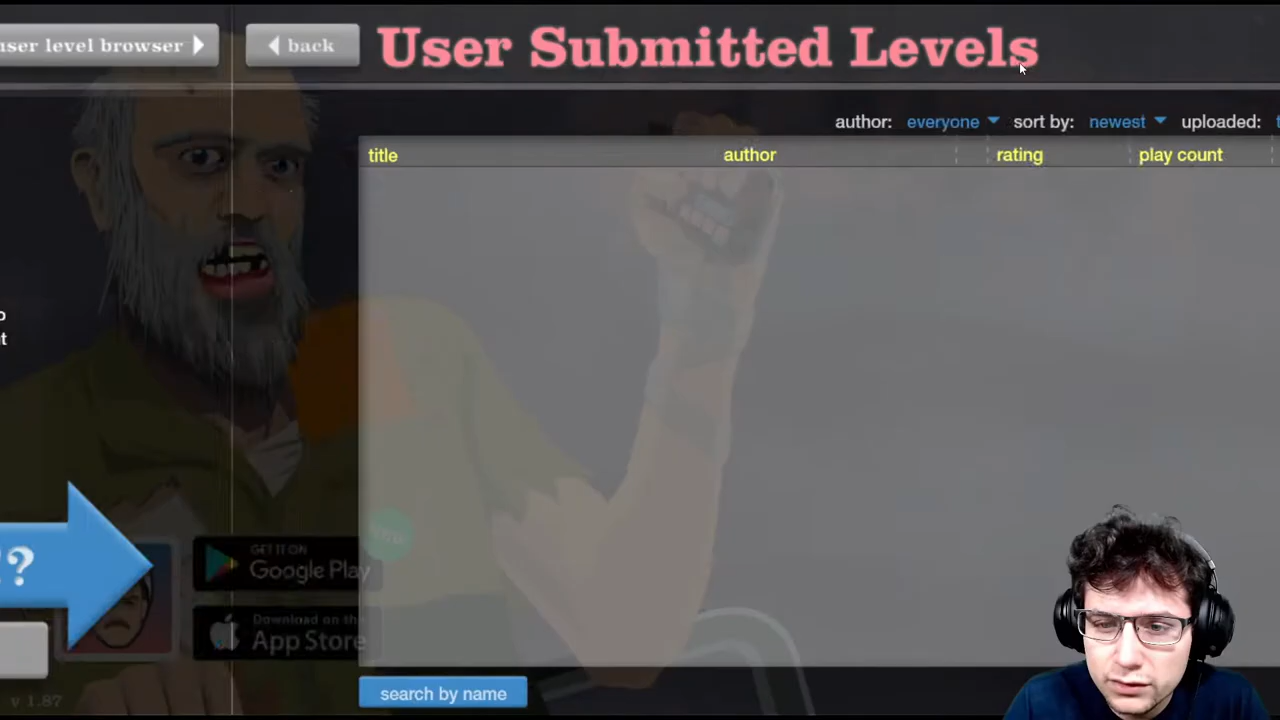 user level browser
back
User Submitted Levels
author: everyone sort by: newest uploaded:
title author rating play count
?
GET IT ON
Google Play
Download on the
App Store
search by name
v 1.87